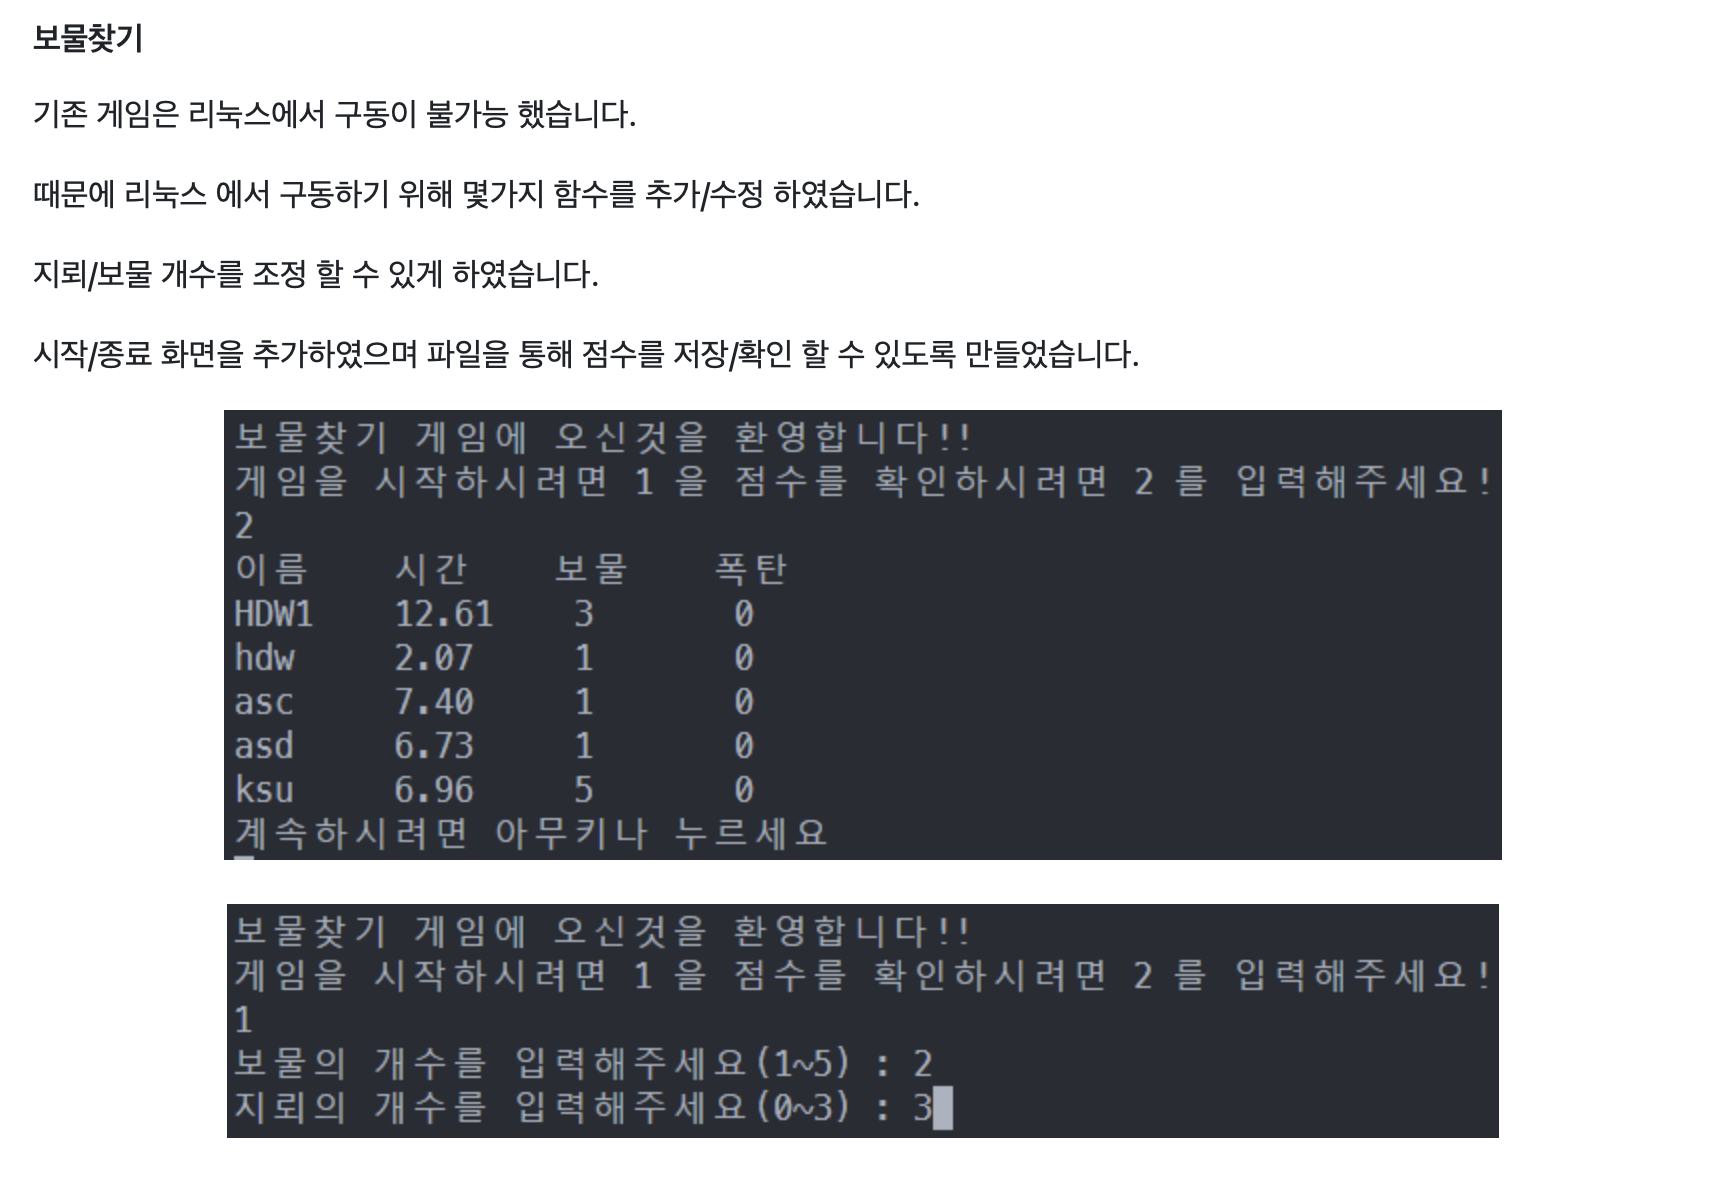 보물찾기
기존 게임은 리눅스에서 구동이 불가능 했습니다.
때문에 리눅스 에서 구동하기 위해 몇가지 함수를 추가/수정 하였습니다.
지뢰/보물 개수를 조정 할 수 있게 하였습니다.
시작/종료 화면을 추가하였으며 파일을 통해 점수를 저장/확인 할 수 있도록 만들었습니다.
보물찾기 게임에 오신것을 환영합니다!!
게임을 시작하시려면 1 을 점수를 확인하시려면 2 를 입력해주세요!
2
이름 시간 보물 폭탄
HDW1 12.61 3 0
hdw 2.07 1 0
asc 7.40 1 0
asd 6.73 1 0
ksu 6.96 5 0
계속하시려면 아무키나 누르세요
보물찾기 게임에 오신것을 환영합니다!!
게임을 시작하시려면 1 을 점수를 확인하시려면 2 를 입력해주세요!
1
보물의 개수를 입력해주세요(1~5) : 2
지뢰의 개수를 입력해주세요(0~3) : 3